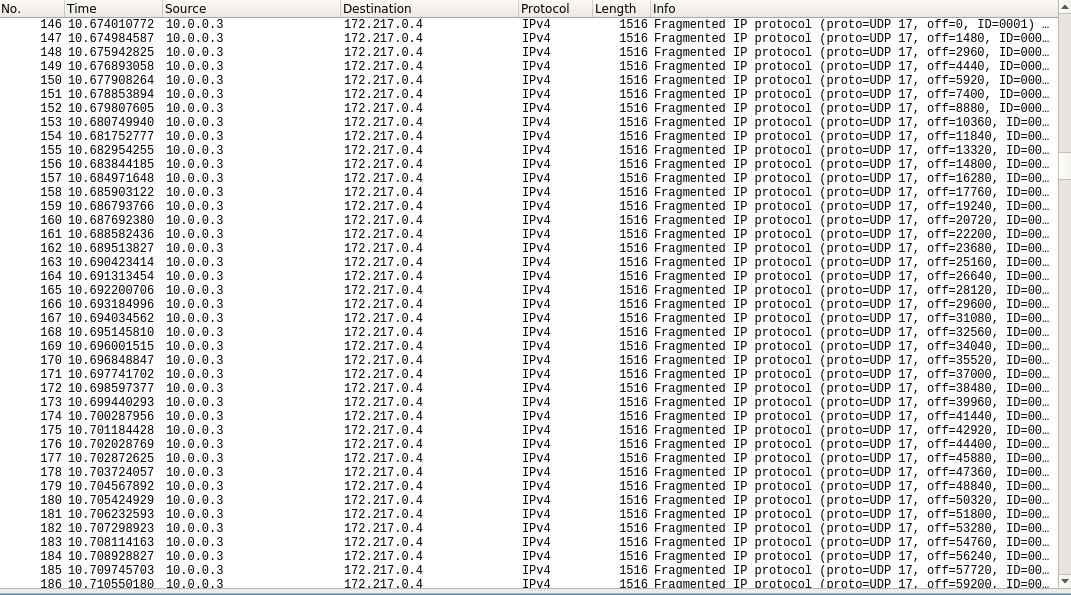 No. Time Source Destination Protocol Length Info
146 10.674010772 10.0.0.3 172.217.0.4 IPv4 1516 Fragmented IP protocol (proto=UDP 17, off=0, ID=0001) …
147 10.674984587 10.0.0.3 172.217.0.4 IPv4 1516 Fragmented IP protocol (proto=UDP 17, off=1480, ID=000…
148 10.675942825 10.0.0.3 172.217.0.4 IPv4 1516 Fragmented IP protocol (proto=UDP 17, off=2960, ID=000…
149 10.676893058 10.0.0.3 172.217.0.4 IPv4 1516 Fragmented IP protocol (proto=UDP 17, off=4440, ID=000…
150 10.677908264 10.0.0.3 172.217.0.4 IPv4 1516 Fragmented IP protocol (proto=UDP 17, off=5920, ID=000…
151 10.678853894 10.0.0.3 172.217.0.4 IPv4 1516 Fragmented IP protocol (proto=UDP 17, off=7400, ID=000…
152 10.679807605 10.0.0.3 172.217.0.4 IPv4 1516 Fragmented IP protocol (proto=UDP 17, off=8880, ID=000…
153 10.680749940 10.0.0.3 172.217.0.4 IPv4 1516 Fragmented IP protocol (proto=UDP 17, off=10360, ID=00…
154 10.681752777 10.0.0.3 172.217.0.4 IPv4 1516 Fragmented IP protocol (proto=UDP 17, off=11840, ID=00…
155 10.682954255 10.0.0.3 172.217.0.4 IPv4 1516 Fragmented IP protocol (proto=UDP 17, off=13320, ID=00…
156 10.683844185 10.0.0.3 172.217.0.4 IPv4 1516 Fragmented IP protocol (proto=UDP 17, off=14800, ID=00…
157 10.684971648 10.0.0.3 172.217.0.4 IPv4 1516 Fragmented IP protocol (proto=UDP 17, off=16280, ID=00…
158 10.685903122 10.0.0.3 172.217.0.4 IPv4 1516 Fragmented IP protocol (proto=UDP 17, off=17760, ID=00…
159 10.686793766 10.0.0.3 172.217.0.4 IPv4 1516 Fragmented IP protocol (proto=UDP 17, off=19240, ID=00…
160 10.687692380 10.0.0.3 172.217.0.4 IPv4 1516 Fragmented IP protocol (proto=UDP 17, off=20720, ID=00…
161 10.688582436 10.0.0.3 172.217.0.4 IPv4 1516 Fragmented IP protocol (proto=UDP 17, off=22200, ID=00…
162 10.689513827 10.0.0.3 172.217.0.4 IPv4 1516 Fragmented IP protocol (proto=UDP 17, off=23680, ID=00…
163 10.690423414 10.0.0.3 172.217.0.4 IPv4 1516 Fragmented IP protocol (proto=UDP 17, off=25160, ID=00…
164 10.691313454 10.0.0.3 172.217.0.4 IPv4 1516 Fragmented IP protocol (proto=UDP 17, off=26640, ID=00…
165 10.692200706 10.0.0.3 172.217.0.4 IPv4 1516 Fragmented IP protocol (proto=UDP 17, off=28120, ID=00…
166 10.693184996 10.0.0.3 172.217.0.4 IPv4 1516 Fragmented IP protocol (proto=UDP 17, off=29600, ID=00…
167 10.694034562 10.0.0.3 172.217.0.4 IPv4 1516 Fragmented IP protocol (proto=UDP 17, off=31080, ID=00…
168 10.695145810 10.0.0.3 172.217.0.4 IPv4 1516 Fragmented IP protocol (proto=UDP 17, off=32560, ID=00…
169 10.696001515 10.0.0.3 172.217.0.4 IPv4 1516 Fragmented IP protocol (proto=UDP 17, off=34040, ID=00…
170 10.696848847 10.0.0.3 172.217.0.4 IPv4 1516 Fragmented IP protocol (proto=UDP 17, off=35520, ID=00…
171 10.697741702 10.0.0.3 172.217.0.4 IPv4 1516 Fragmented IP protocol (proto=UDP 17, off=37000, ID=00…
172 10.698597377 10.0.0.3 172.217.0.4 IPv4 1516 Fragmented IP protocol (proto=UDP 17, off=38480, ID=00…
173 10.699440293 10.0.0.3 172.217.0.4 IPv4 1516 Fragmented IP protocol (proto=UDP 17, off=39960, ID=00…
174 10.700287956 10.0.0.3 172.217.0.4 IPv4 1516 Fragmented IP protocol (proto=UDP 17, off=41440, ID=00…
175 10.701184428 10.0.0.3 172.217.0.4 IPv4 1516 Fragmented IP protocol (proto=UDP 17, off=42920, ID=00…
176 10.702028769 10.0.0.3 172.217.0.4 IPv4 1516 Fragmented IP protocol (proto=UDP 17, off=44400, ID=00…
177 10.702872625 10.0.0.3 172.217.0.4 IPv4 1516 Fragmented IP protocol (proto=UDP 17, off=45880, ID=00…
178 10.703724057 10.0.0.3 172.217.0.4 IPv4 1516 Fragmented IP protocol (proto=UDP 17, off=47360, ID=00…
179 10.704567892 10.0.0.3 172.217.0.4 IPv4 1516 Fragmented IP protocol (proto=UDP 17, off=48840, ID=00…
180 10.705424929 10.0.0.3 172.217.0.4 IPv4 1516 Fragmented IP protocol (proto=UDP 17, off=50320, ID=00…
181 10.706232593 10.0.0.3 172.217.0.4 IPv4 1516 Fragmented IP protocol (proto=UDP 17, off=51800, ID=00…
182 10.707298923 10.0.0.3 172.217.0.4 IPv4 1516 Fragmented IP protocol (proto=UDP 17, off=53280, ID=00…
183 10.708114163 10.0.0.3 172.217.0.4 IPv4 1516 Fragmented IP protocol (proto=UDP 17, off=54760, ID=00…
184 10.708928827 10.0.0.3 172.217.0.4 IPv4 1516 Fragmented IP protocol (proto=UDP 17, off=56240, ID=00…
185 10.709745703 10.0.0.3 172.217.0.4 IPv4 1516 Fragmented IP protocol (proto=UDP 17, off=57720, ID=00…
186 10.710550180 10.0.0.3 172.217.0.4 IPv4 1516 Fragmented IP protocol (proto=UDP 17, off=59200, ID=00…